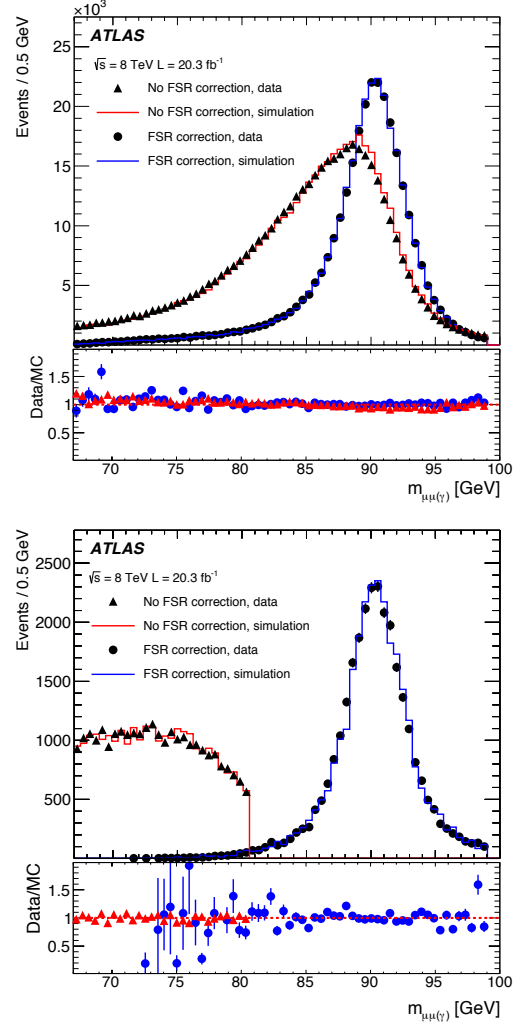 ×10³
25
20
15
10
5
Events / 0.5 GeV
ATLAS
√s = 8 TeV L = 20.3 fb⁻¹
No FSR correction, data
No FSR correction, simulation
FSR correction, data
FSR correction, simulation
Data/MC
1.5
1
0.5
70 75 80 85 90 95 100
m_μμ(γ) [GeV]
Events / 0.5 GeV
2500
2000
1500
1000
500
ATLAS
√s = 8 TeV L = 20.3 fb⁻¹
No FSR correction, data
No FSR correction, simulation
FSR correction, data
FSR correction, simulation
Data/MC
1.5
1
0.5
70 75 80 85 90 95 100
m_μμ(γ) [GeV]